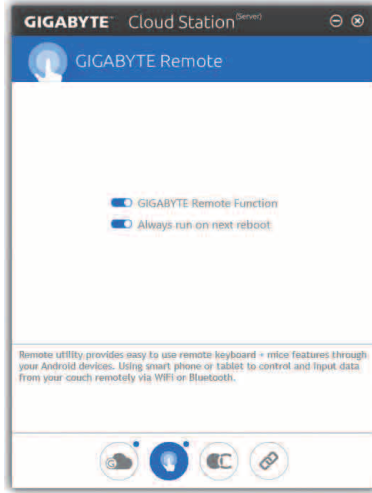 GIGABYTE™ Cloud Station (Server)
GIGABYTE Remote
GIGABYTE Remote Function
Always run on next reboot
Remote utility provides easy to use remote keyboard + mice features through
your Android devices. Using smart phone or tablet to control and input data
from your couch remotely via WiFi or Bluetooth.
G